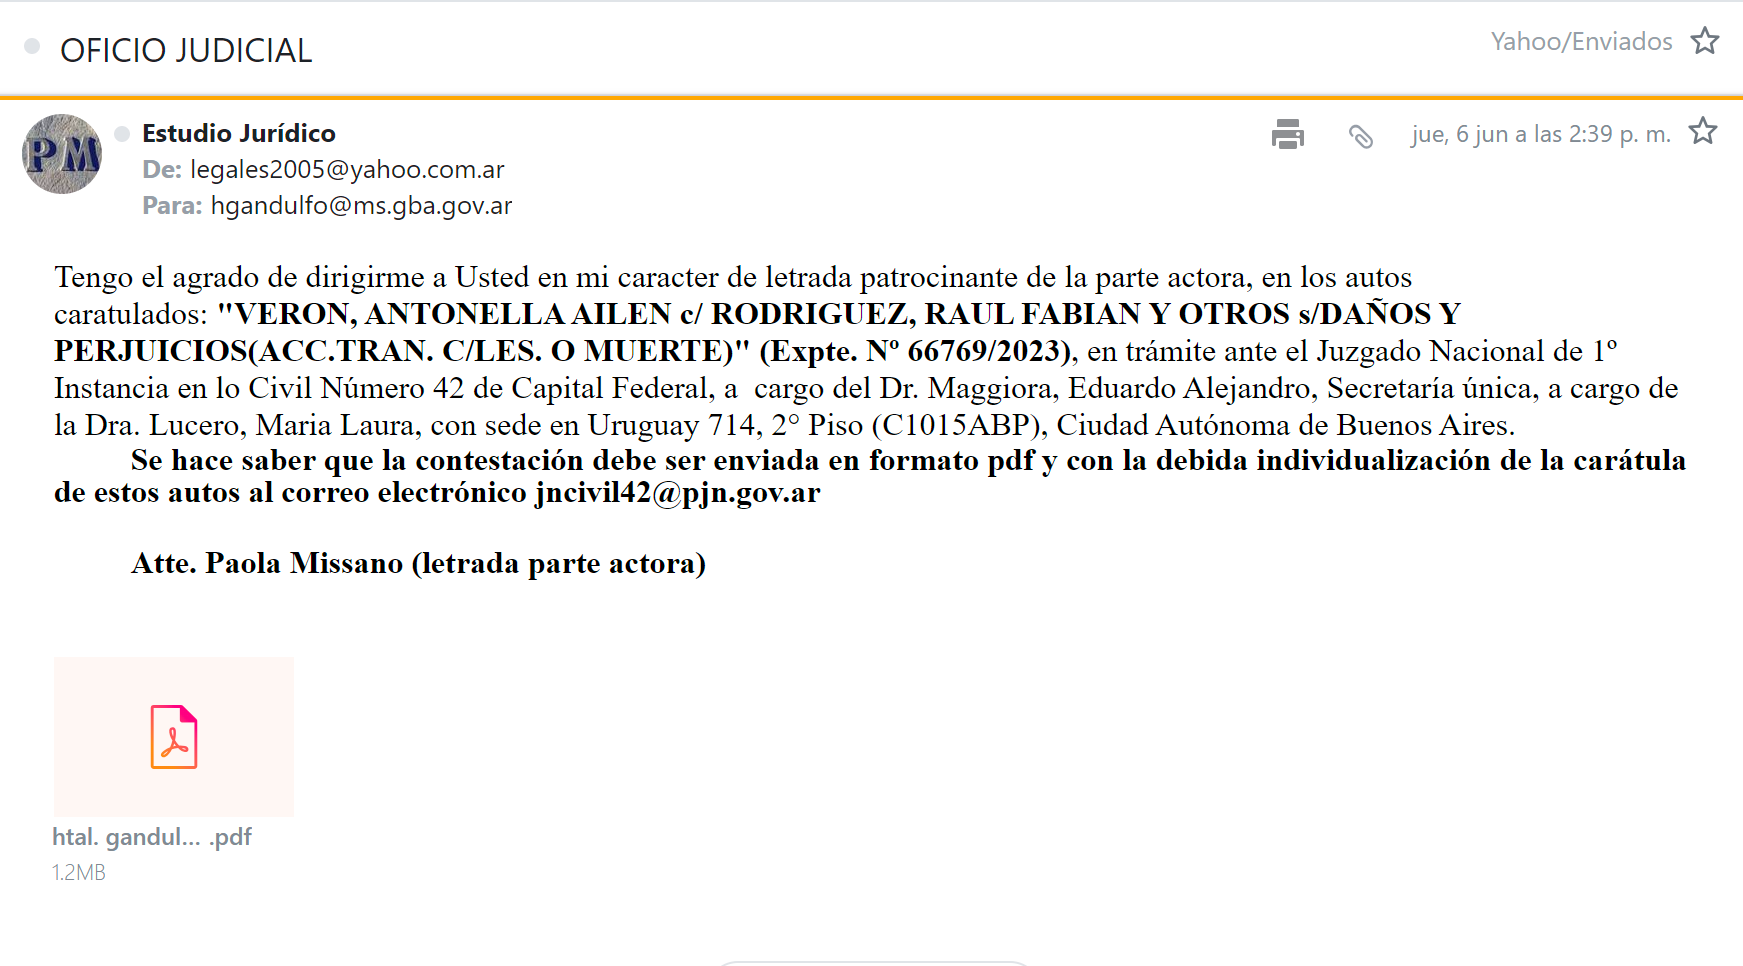 OFICIO JUDICIAL
Yahoo/Enviados
PM
Estudio Jurídico
jue, 6 jun a las 2:39 p. m.
De: legales2005@yahoo.com.ar
Para: hgandulfo@ms.gba.gov.ar
Tengo el agrado de dirigirme a Usted en mi caracter de letrada patrocinante de la parte actora, en los autos
caratulados: "VERON, ANTONELLA AILEN c/ RODRIGUEZ, RAUL FABIAN Y OTROS s/DAÑOS Y
PERJUICIOS(ACC.TRAN. C/LES. O MUERTE)" (Expte. Nº 66769/2023), en trámite ante el Juzgado Nacional de 1º
Instancia en lo Civil Número 42 de Capital Federal, a  cargo del Dr. Maggiora, Eduardo Alejandro, Secretaría única, a cargo de
la Dra. Lucero, Maria Laura, con sede en Uruguay 714, 2° Piso (C1015ABP), Ciudad Autónoma de Buenos Aires.
Se hace saber que la contestación debe ser enviada en formato pdf y con la debida individualización de la carátula
de estos autos al correo electrónico jncivil42@pjn.gov.ar
Atte. Paola Missano (letrada parte actora)
htal. gandul... .pdf
1.2MB